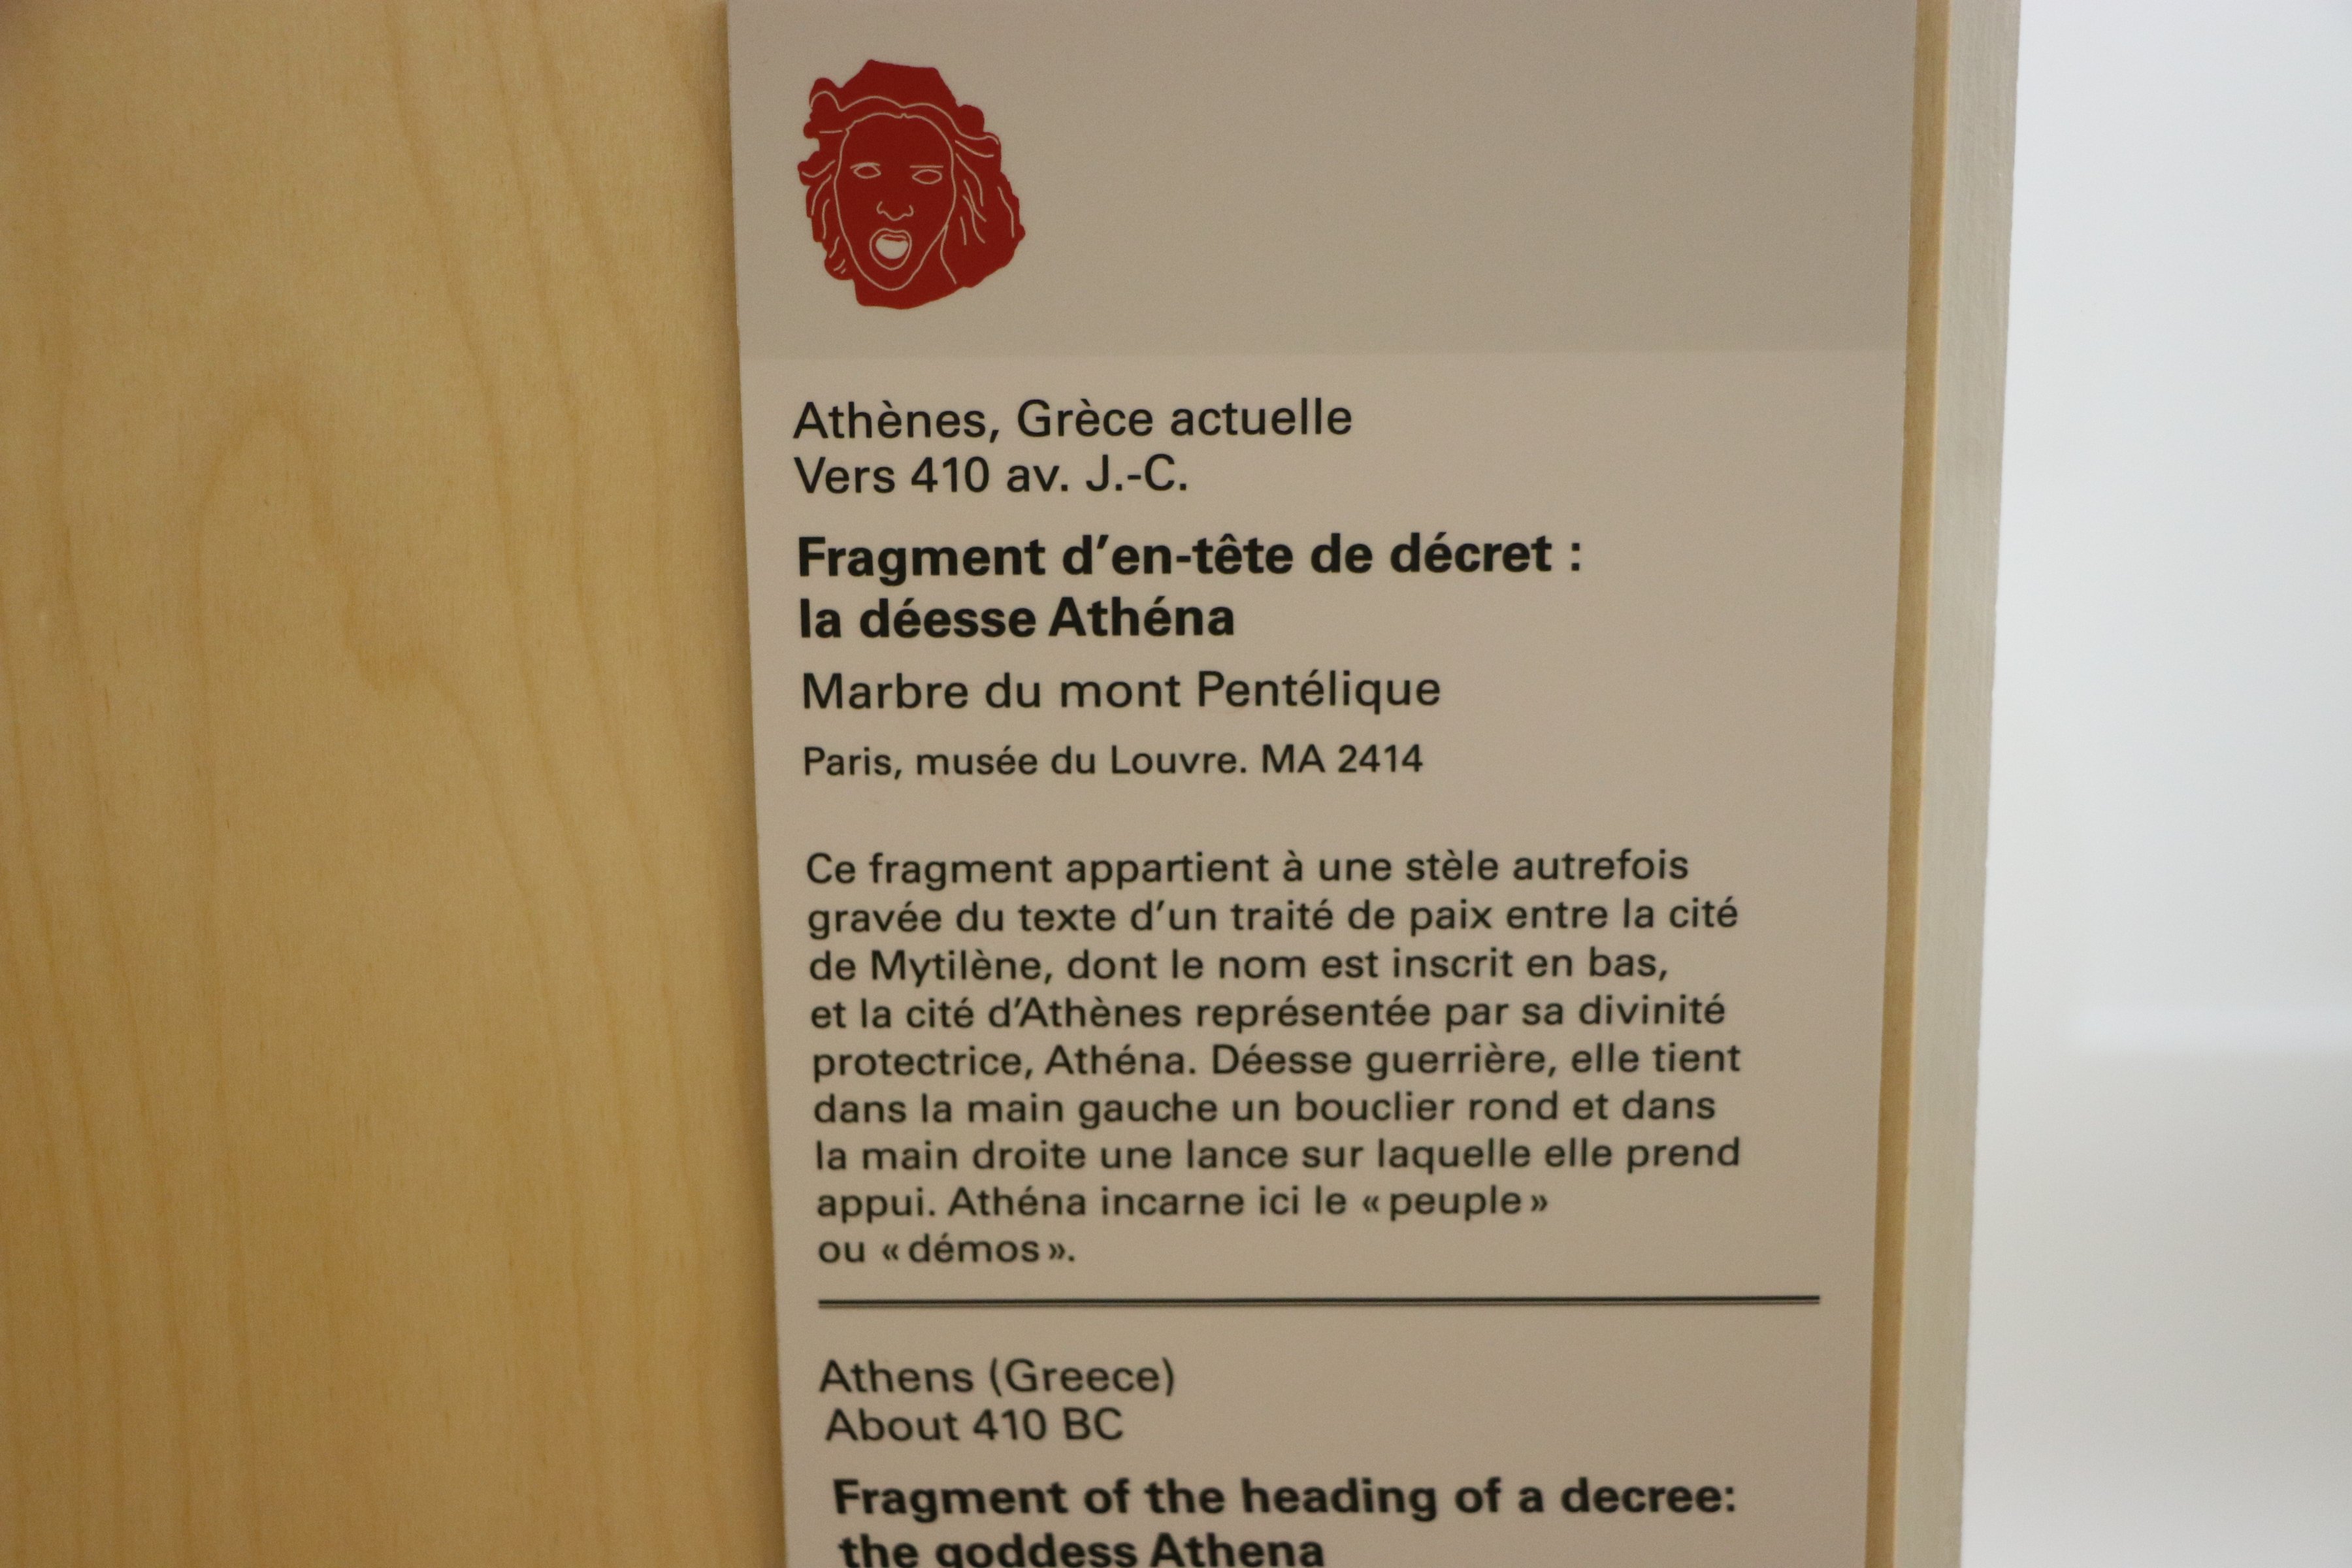 Athènes, Grèce actuelle
Vers 410 av. J.-C.
Fragment d’en-tête de décret :
la déesse Athéna
Marbre du mont Pentélique
Paris, musée du Louvre. MA 2414
Ce fragment appartient à une stèle autrefois
gravée du texte d’un traité de paix entre la cité
de Mytilène, dont le nom est inscrit en bas,
et la cité d’Athènes représentée par sa divinité
protectrice, Athéna. Déesse guerrière, elle tient
dans la main gauche un bouclier rond et dans
la main droite une lance sur laquelle elle prend
appui. Athéna incarne ici le « peuple »
ou « démos ».
Athens (Greece)
About 410 BC
Fragment of the heading of a decree:
the goddess Athena